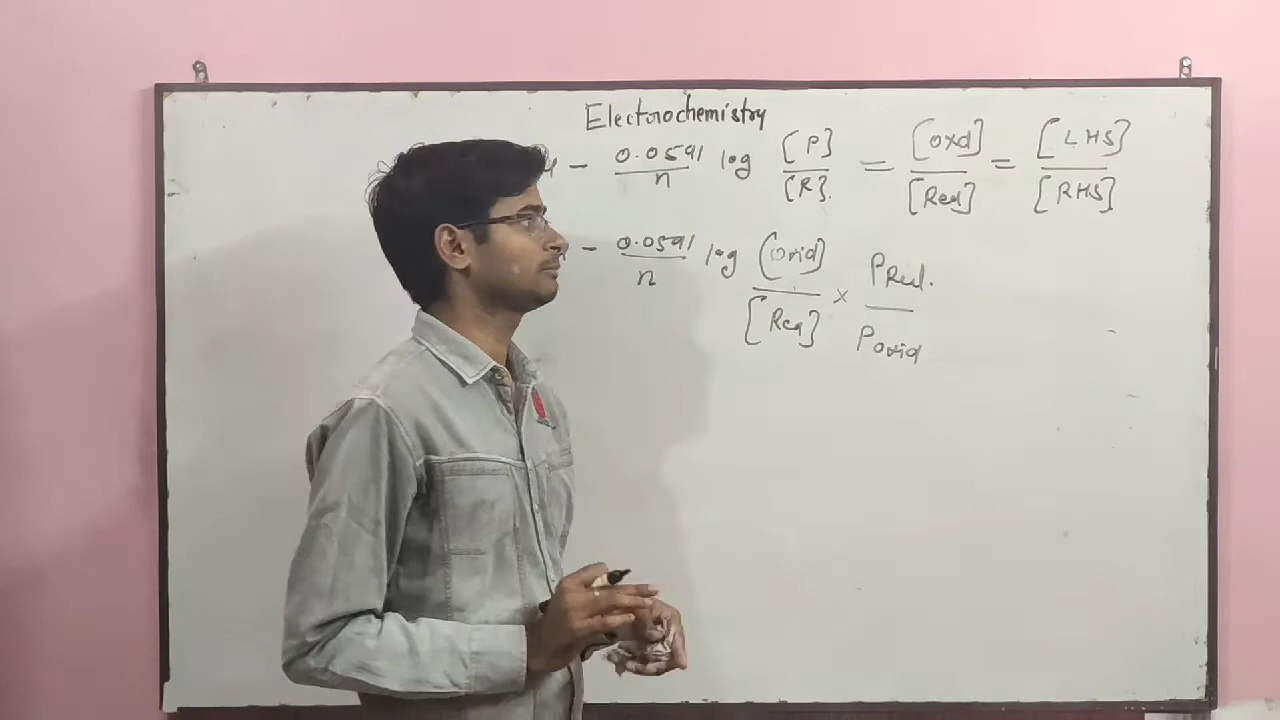 Electrochemistry
- 0.0591/n log [P]/[R]. = [oxd]/[Red] = [LHS]/[RHS]
- 0.0591/n log [Oxid]/[Red] × PRed./Poxid